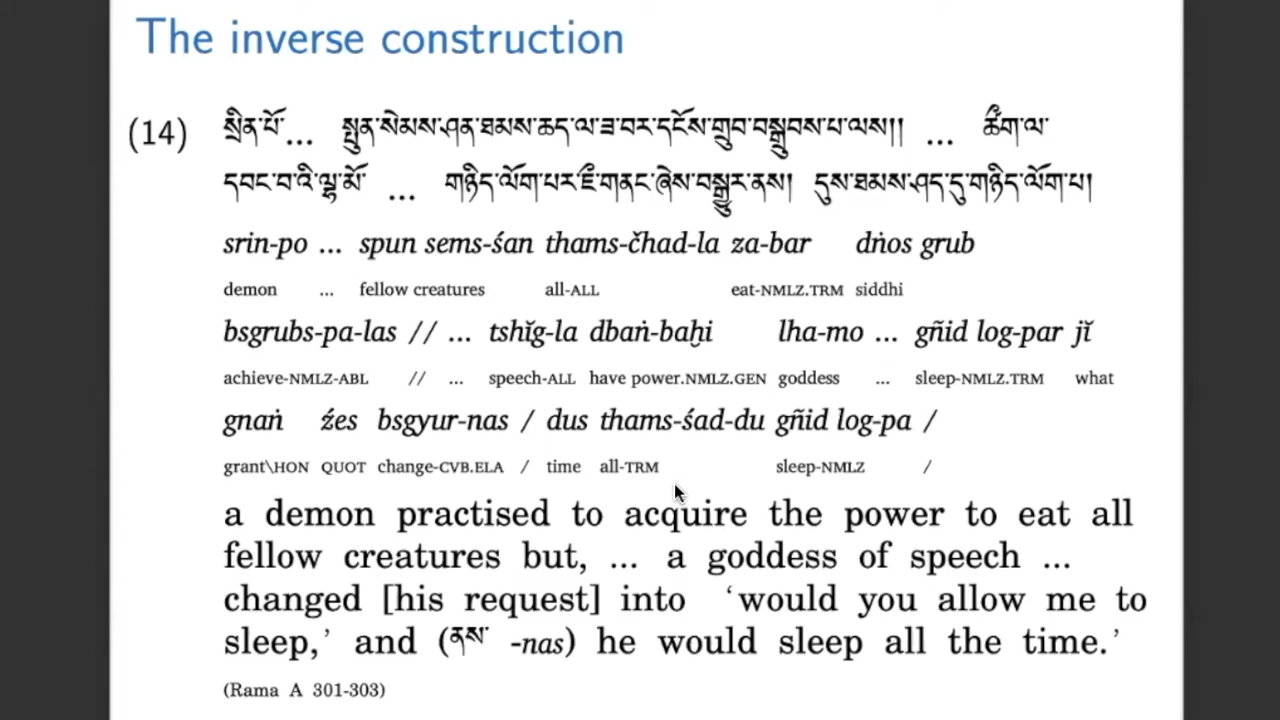 The inverse construction
(14) སྲིན་པོ་... སྤུན་སེམས་ཤན་ཐམས་ཆད་ལ་ཟ་བར་དངོས་གྲུབ་བསྒྲུབས་པ་ལས།། ... ཚྀག་ལ་
དབང་བའི་ལྷ་མོ་ ... གཉིད་ལོག་པར་ཇྀ་གནང་ཞེས་བསྒྱུར་ནས། དུས་ཐམས་ཤད་དུ་གཉིད་ལོག་པ།
srin-po ... spun sems-śan thams-čhad-la za-bar dṅos grub
demon ... fellow creatures all-ALL eat-NMLZ.TRM siddhi
bsgrubs-pa-las // ... tshĭg-la dbaṅ-baḫi lha-mo ... gñid log-par jĭ
achieve-NMLZ-ABL // ... speech-ALL have power.NMLZ.GEN goddess ... sleep-NMLZ.TRM what
gnaṅ źes bsgyur-nas / dus thams-śad-du gñid log-pa /
grant\HON QUOT change-CVB.ELA / time all-TRM sleep-NMLZ /
a demon practised to acquire the power to eat all
fellow creatures but, ... a goddess of speech ...
changed [his request] into ‘would you allow me to
sleep,’ and (ནས་ -nas) he would sleep all the time.’
(Rama A 301-303)